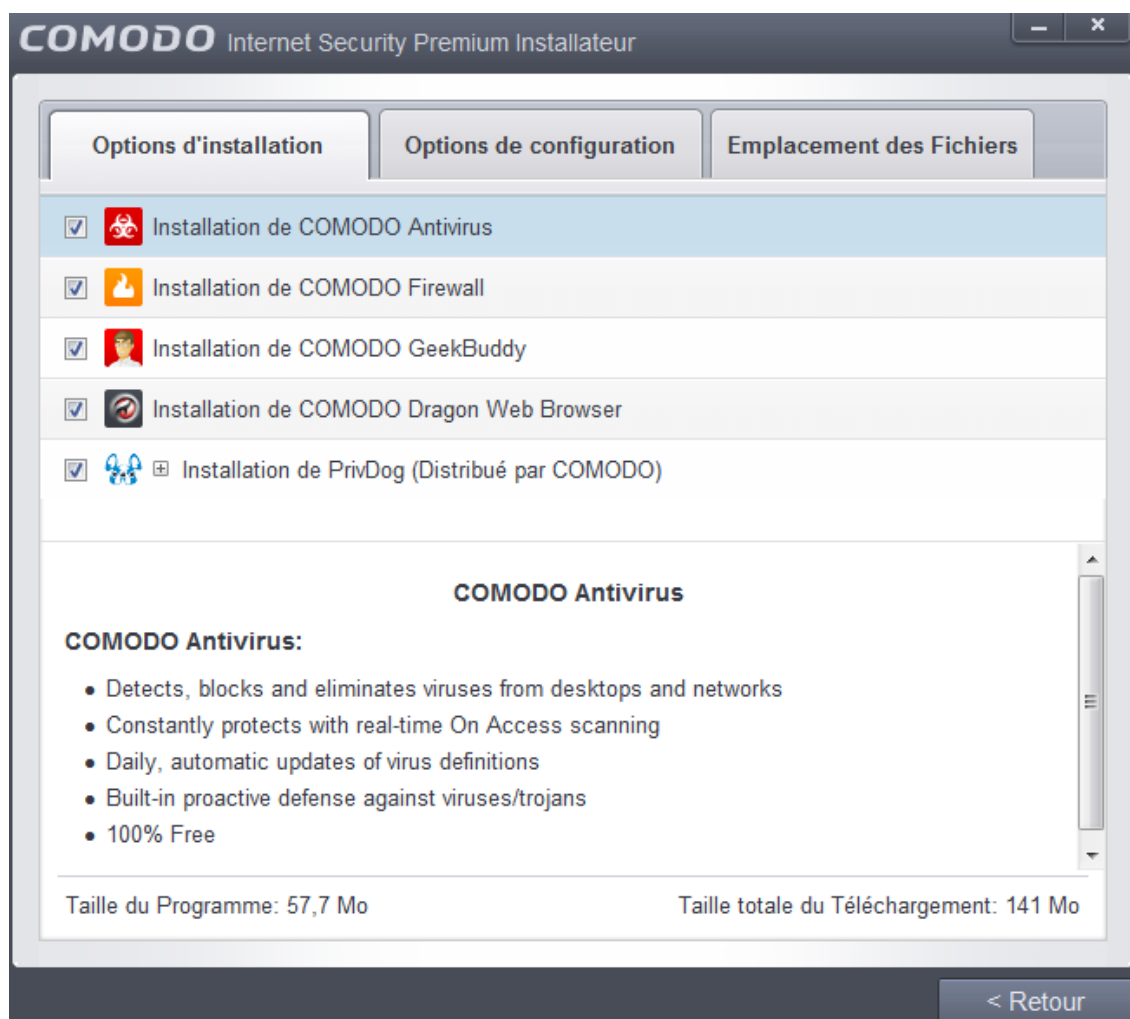 COMODO Internet Security Premium Installateur
Options d'installation
Options de configuration
Emplacement des Fichiers
Installation de COMODO Antivirus
Installation de COMODO Firewall
Installation de COMODO GeekBuddy
Installation de COMODO Dragon Web Browser
Installation de PrivDog (Distribué par COMODO)
COMODO Antivirus
COMODO Antivirus:
• Detects, blocks and eliminates viruses from desktops and networks
• Constantly protects with real-time On Access scanning
• Daily, automatic updates of virus definitions
• Built-in proactive defense against viruses/trojans
• 100% Free
Taille du Programme: 57,7 Mo
Taille totale du Téléchargement: 141 Mo
< Retour